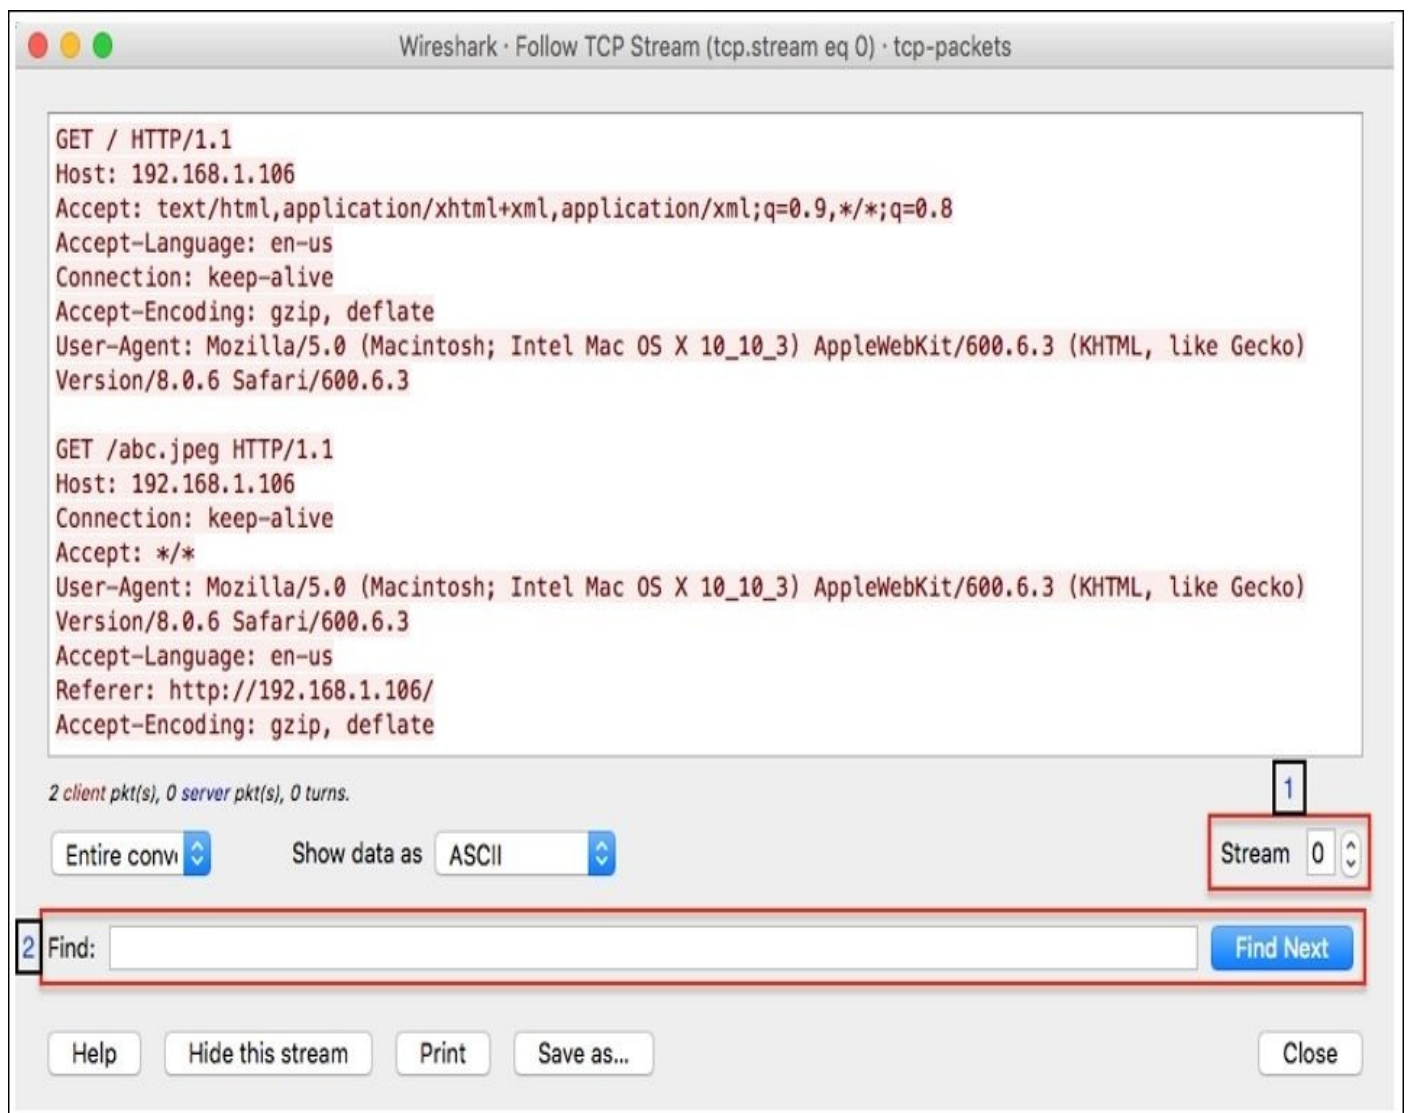 Wireshark · Follow TCP Stream (tcp.stream eq 0) · tcp-packets
GET / HTTP/1.1
Host: 192.168.1.106
Accept: text/html,application/xhtml+xml,application/xml;q=0.9,*/*;q=0.8
Accept-Language: en-us
Connection: keep-alive
Accept-Encoding: gzip, deflate
User-Agent: Mozilla/5.0 (Macintosh; Intel Mac OS X 10_10_3) AppleWebKit/600.6.3 (KHTML, like Gecko)
Version/8.0.6 Safari/600.6.3
GET /abc.jpeg HTTP/1.1
Host: 192.168.1.106
Connection: keep-alive
Accept: */*
User-Agent: Mozilla/5.0 (Macintosh; Intel Mac OS X 10_10_3) AppleWebKit/600.6.3 (KHTML, like Gecko)
Version/8.0.6 Safari/600.6.3
Accept-Language: en-us
Referer: http://192.168.1.106/
Accept-Encoding: gzip, deflate
2 client pkt(s), 0 server pkt(s), 0 turns.
1
Entire conv Show data as ASCII Stream 0
2 Find: Find Next
Help Hide this stream Print Save as... Close